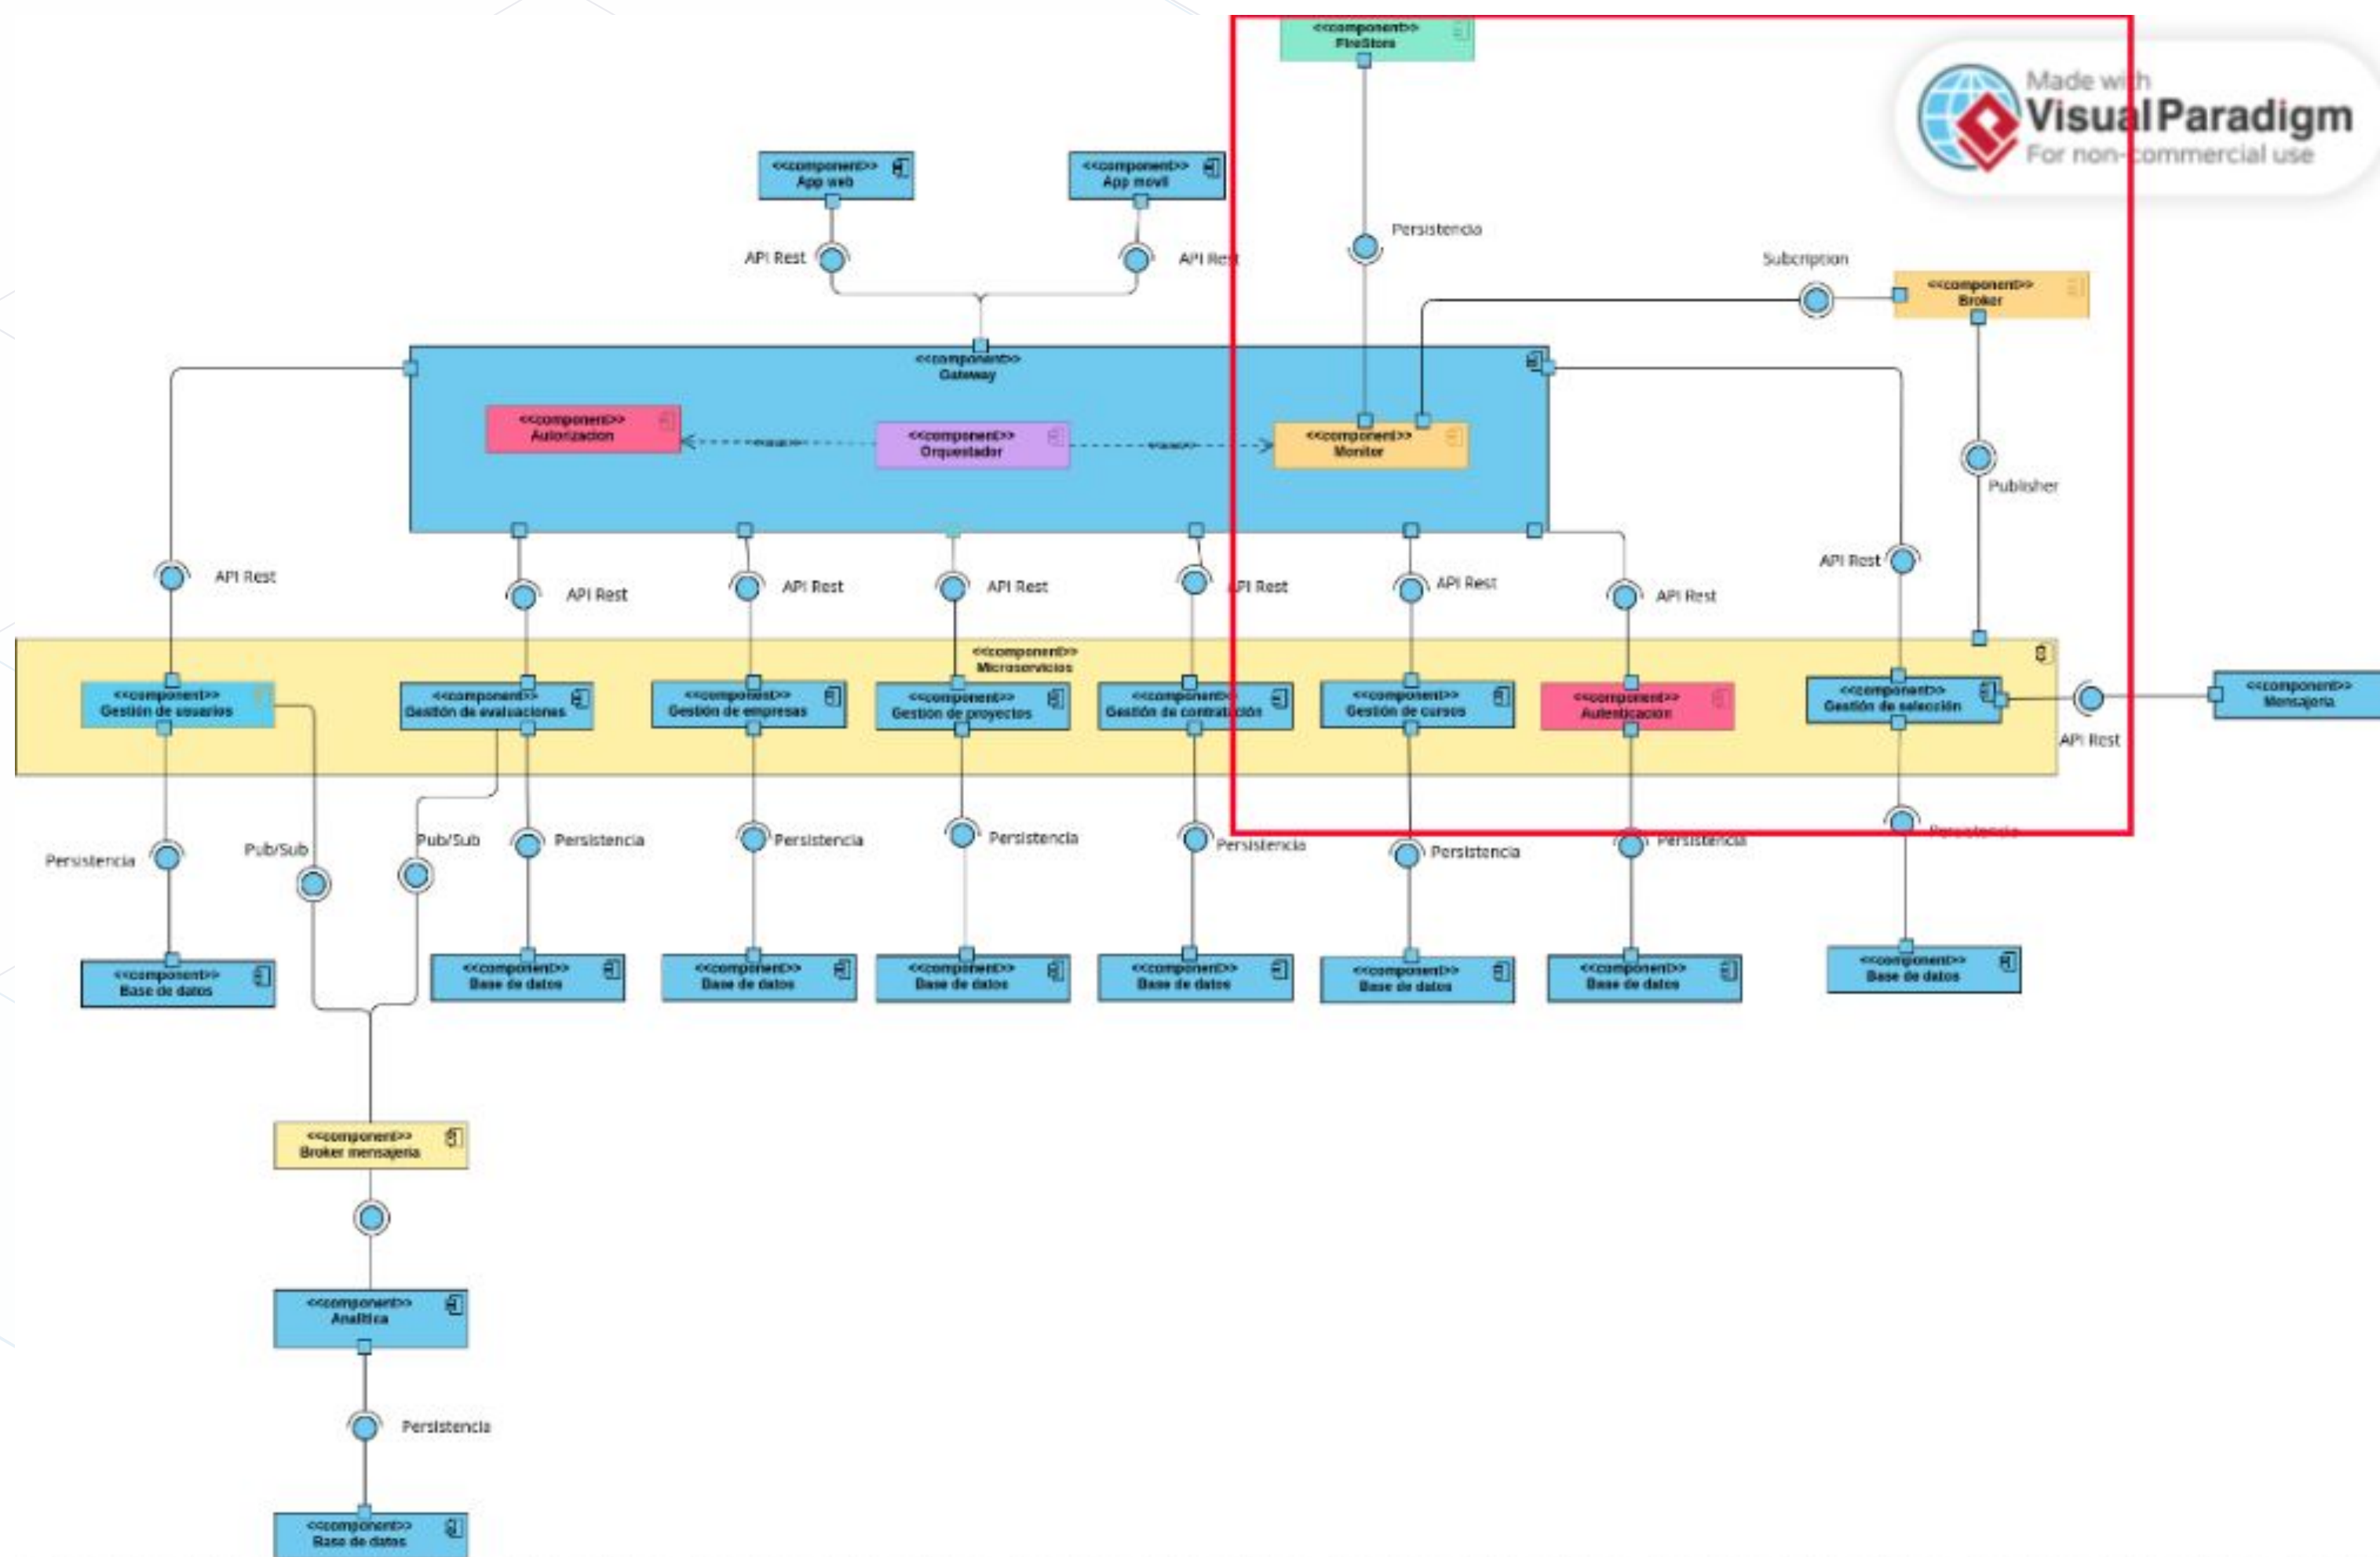 <<component>>
FireStore
Made with
Visual Paradigm
For non-commercial use
<<component>>
App web
<<component>>
App movil
API Rest
API Rest
Persistencia
Subcription
<<component>>
Broker
<<component>>
Gateway
<<component>>
Autorizacion
<<component>>
Orquestador
<<component>>
Monitor
Publisher
API Rest
API Rest
API Rest
API Rest
API Rest
API Rest
API Rest
API Rest
<<component>>
Microservicios
<<component>>
Gestión de usuarios
<<component>>
Gestión de evaluaciones
<<component>>
Gestión de empresas
<<component>>
Gestión de proyectos
<<component>>
Gestión de contratación
<<component>>
Gestión de cursos
<<component>>
Autenticacion
<<component>>
Gestión de selección
<<component>>
Mensajeria
API Rest
Persistencia
Pub/Sub
Pub/Sub
Persistencia
Persistencia
Persistencia
Persistencia
Persistencia
Persistencia
Persistencia
<<component>>
Base de datos
<<component>>
Base de datos
<<component>>
Base de datos
<<component>>
Base de datos
<<component>>
Base de datos
<<component>>
Base de datos
<<component>>
Base de datos
<<component>>
Base de datos
<<component>>
Broker mensajeria
<<component>>
Analitica
Persistencia
<<component>>
Base de datos